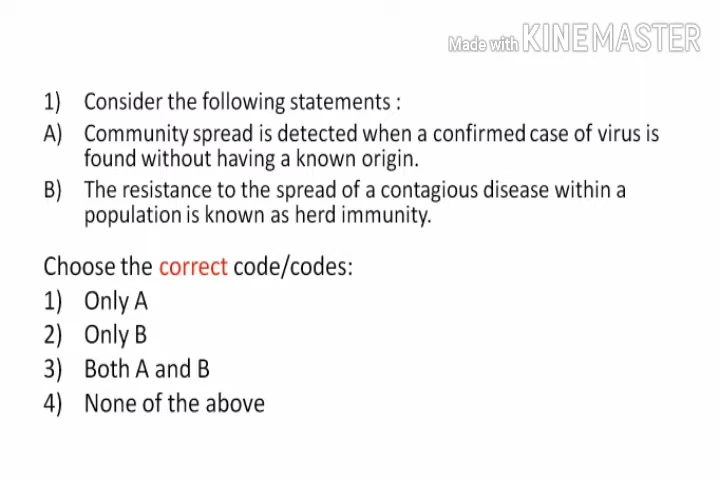 Made with KINEMASTER
1) Consider the following statements :
A) Community spread is detected when a confirmed case of virus is
found without having a known origin.
B) The resistance to the spread of a contagious disease within a
population is known as herd immunity.
Choose the correct code/codes:
1) Only A
2) Only B
3) Both A and B
4) None of the above